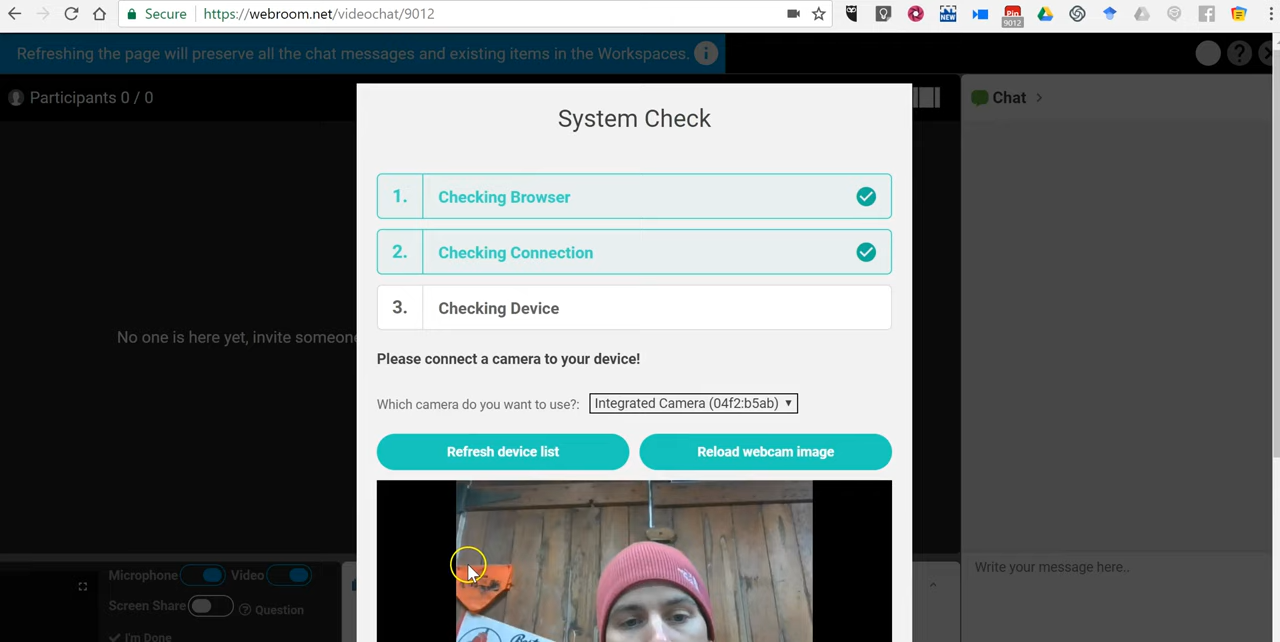 Secure
https://webroom.net/videochat/9012
NEW
Pin
9012
Refreshing the page will preserve all the chat messages and existing items in the Workspaces.
Participants 0 / 0
Chat
System Check
1. Checking Browser
2. Checking Connection
3. Checking Device
No one is here yet, invite someone
Please connect a camera to your device!
Which camera do you want to use?: Integrated Camera (04f2:b5ab)
Refresh device list
Reload webcam image
Microphone
Video
Write your message here..
Screen Share
Question
I'm Done